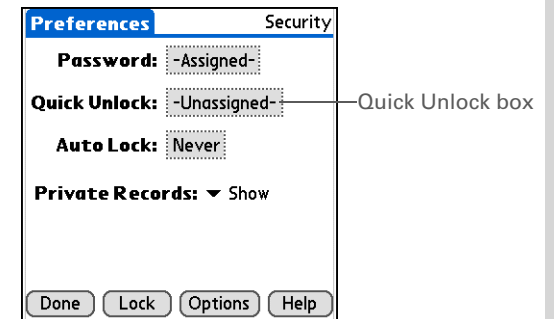 Preferences Security
Password: -Assigned-
Quick Unlock: -Unassigned- Quick Unlock box
Auto Lock: Never
Private Records: Show
Done Lock Options Help